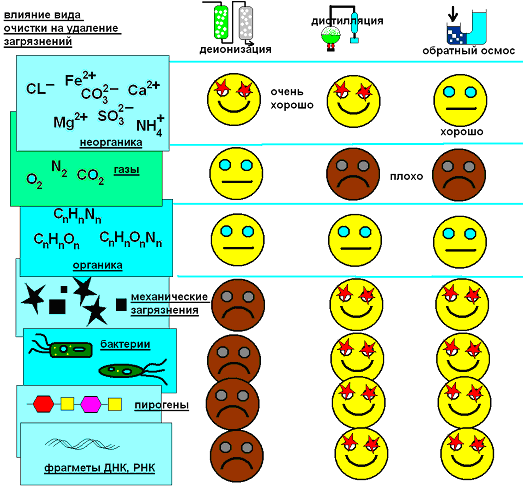 влияние вида
очистки на удаление
загрязнений
деионизация
дистилляция
обратный осмос
CL⁻ Fe²⁺ CO₃²⁻ Ca²⁺
Mg²⁺ SO₃²⁻ NH₄⁺
неорганика
очень
хорошо
хорошо
O₂ N₂ CO₂
газы
плохо
CₙHₙNₙ
CₙHₙOₙ CₙHₙOₙNₙ
органика
механические
загрязнения
бактерии
пирогены
фрагметы ДНК, РНК